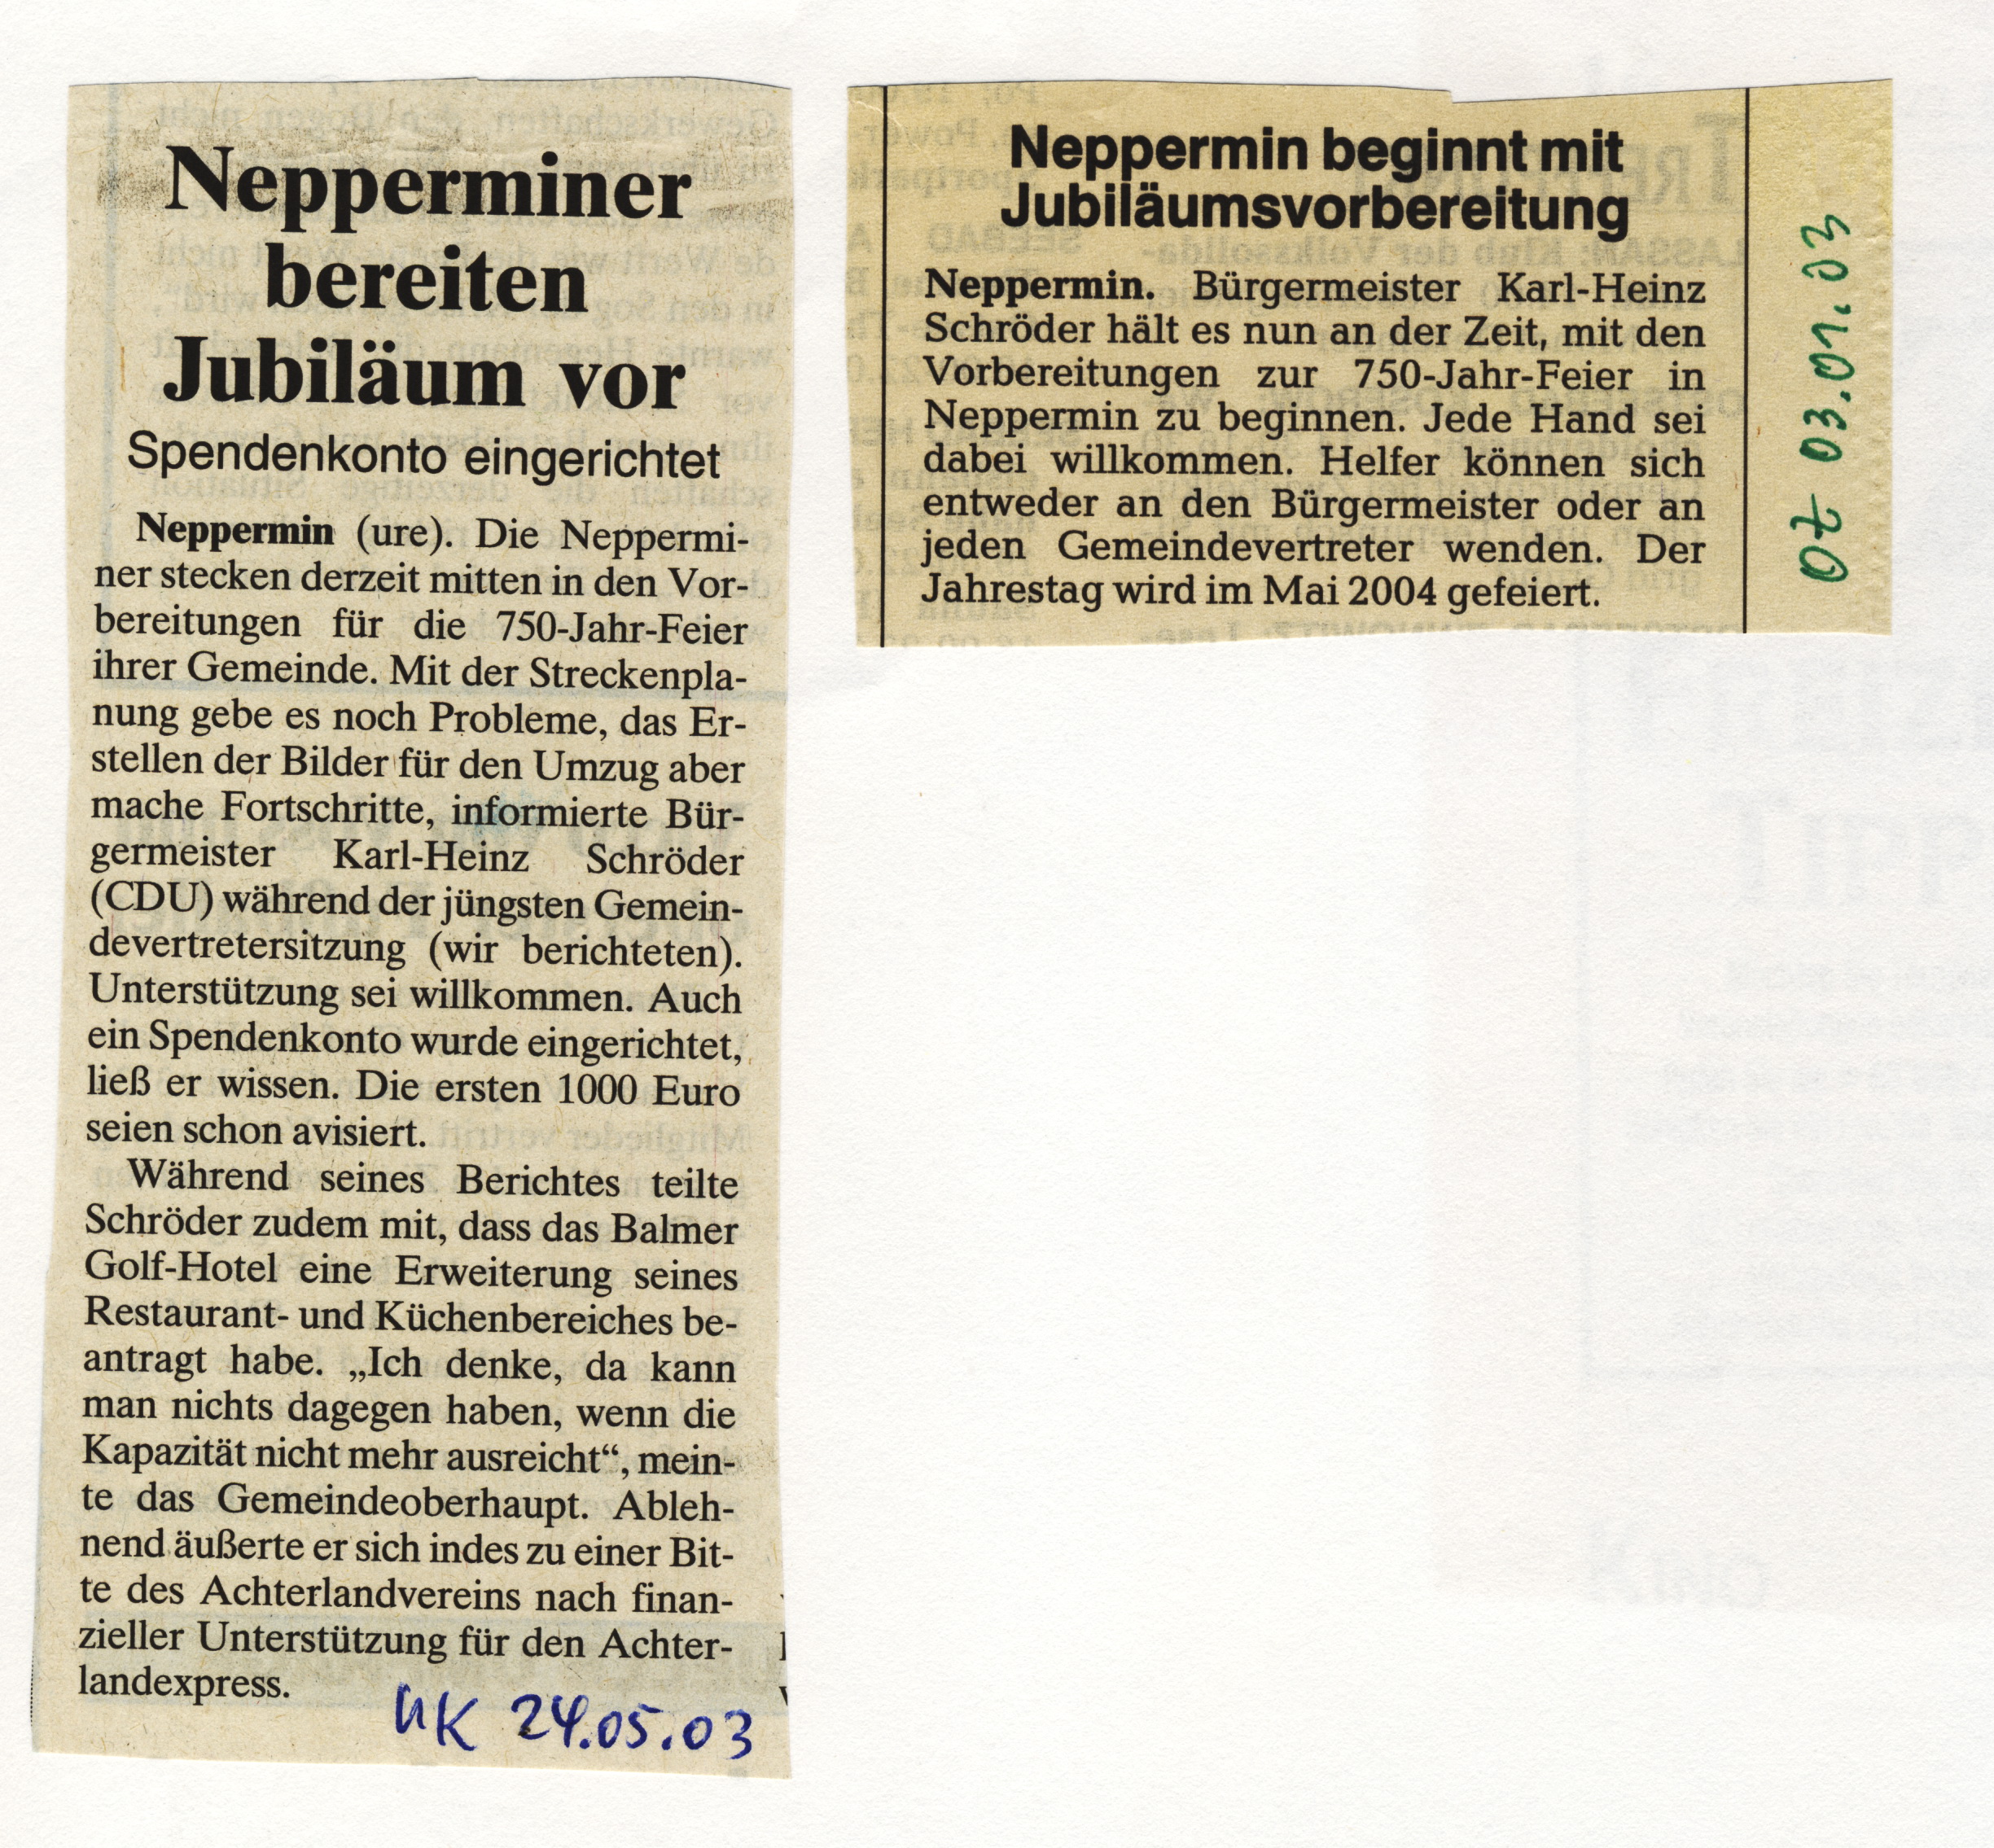 Nepperminer
bereiten
Jubiläum vor
Spendenkonto eingerichtet
Neppermin (ure). Die Neppermi-
ner stecken derzeit mitten in den Vor-
bereitungen für die 750-Jahr-Feier
ihrer Gemeinde. Mit der Streckenpla-
nung gebe es noch Probleme, das Er-
stellen der Bilder für den Umzug aber
mache Fortschritte, informierte Bür-
germeister Karl-Heinz Schröder
(CDU) während der jüngsten Gemein-
devertretersitzung (wir berichteten).
Unterstützung sei willkommen. Auch
ein Spendenkonto wurde eingerichtet,
ließ er wissen. Die ersten 1000 Euro
seien schon avisiert.
Während seines Berichtes teilte
Schröder zudem mit, dass das Balmer
Golf-Hotel eine Erweiterung seines
Restaurant- und Küchenbereiches be-
antragt habe. „Ich denke, da kann
man nichts dagegen haben, wenn die
Kapazität nicht mehr ausreicht“, mein-
te das Gemeindeoberhaupt. Ableh-
nend äußerte er sich indes zu einer Bit-
te des Achterlandvereins nach finan-
zieller Unterstützung für den Achter-
landexpress.
UK 24.05.03
Neppermin beginnt mit
Jubiläumsvorbereitung
Neppermin. Bürgermeister Karl-Heinz
Schröder hält es nun an der Zeit, mit den
Vorbereitungen zur 750-Jahr-Feier in
Neppermin zu beginnen. Jede Hand sei
dabei willkommen. Helfer können sich
entweder an den Bürgermeister oder an
jeden Gemeindevertreter wenden. Der
Jahrestag wird im Mai 2004 gefeiert.
OZ 03.01.03